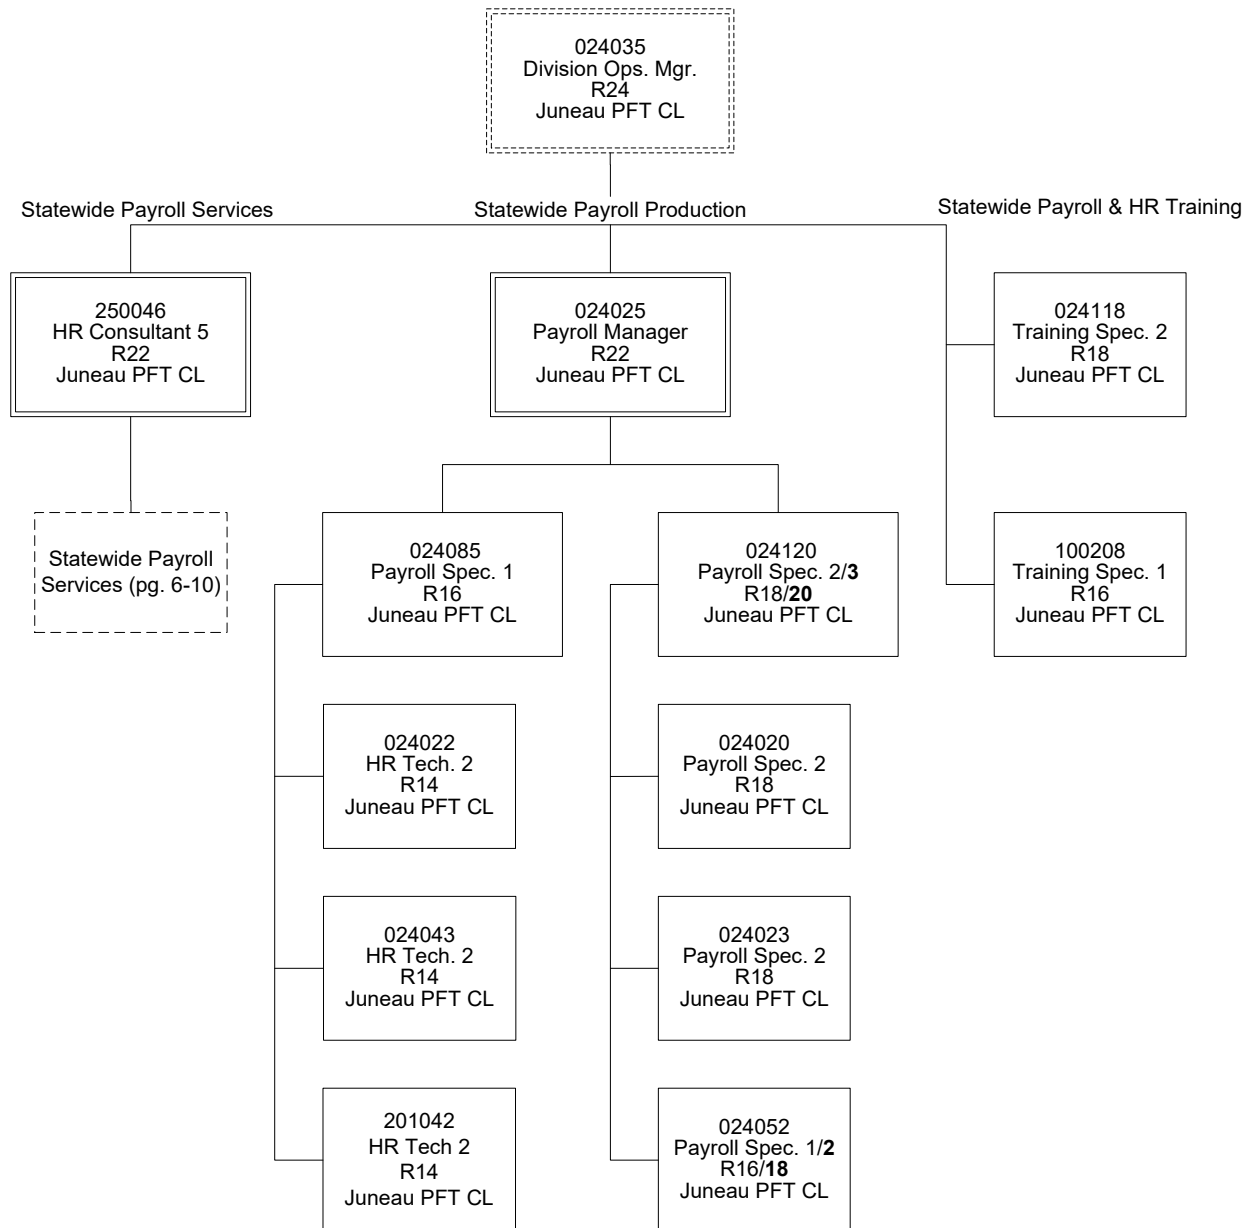 024035
Division Ops. Mgr.
R24
Juneau PFT CL
Statewide Payroll Services
Statewide Payroll Production
Statewide Payroll & HR Training
250046
HR Consultant 5
R22
Juneau PFT CL
024025
Payroll Manager
R22
Juneau PFT CL
024118
Training Spec. 2
R18
Juneau PFT CL
Statewide Payroll
Services (pg. 6-10)
024085
Payroll Spec. 1
R16
Juneau PFT CL
024120
Payroll Spec. 2/3
R18/20
Juneau PFT CL
100208
Training Spec. 1
R16
Juneau PFT CL
024022
HR Tech. 2
R14
Juneau PFT CL
024020
Payroll Spec. 2
R18
Juneau PFT CL
024043
HR Tech. 2
R14
Juneau PFT CL
024023
Payroll Spec. 2
R18
Juneau PFT CL
201042
HR Tech 2
R14
Juneau PFT CL
024052
Payroll Spec. 1/2
R16/18
Juneau PFT CL